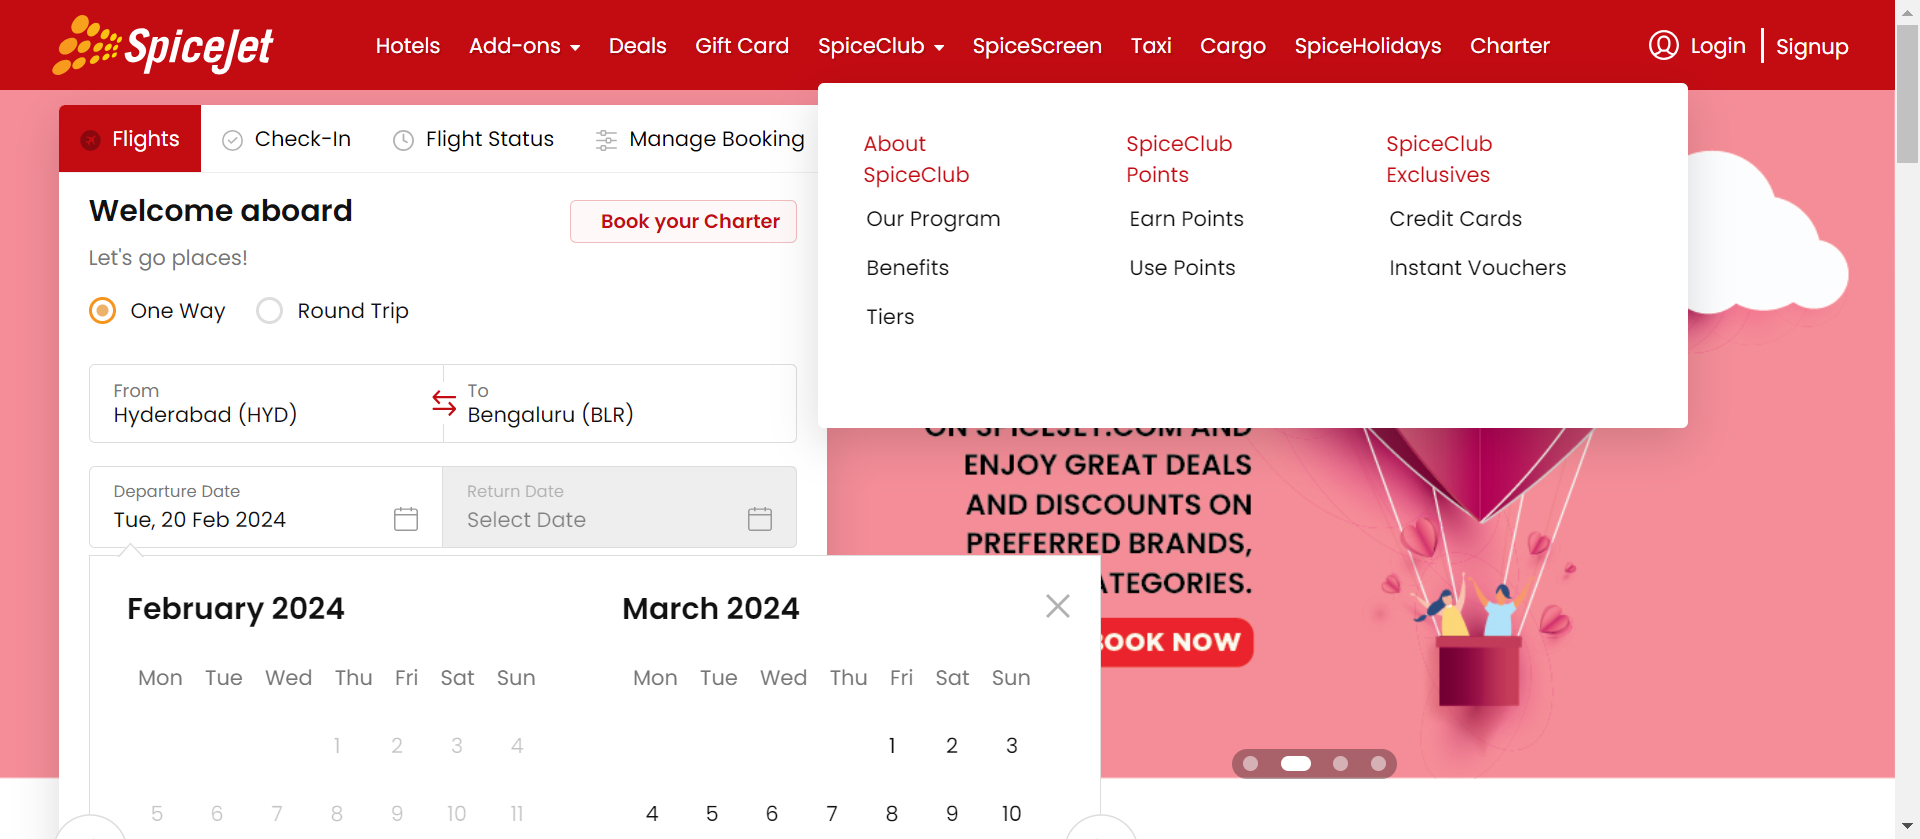 SpiceJet
Hotels Add-ons Deals Gift Card SpiceClub SpiceScreen Taxi Cargo SpiceHolidays Charter Login Signup
Flights Check-In Flight Status Manage Booking
Welcome aboard
Book your Charter
Let's go places!
One Way Round Trip
From
Hyderabad (HYD)
To
Bengaluru (BLR)
Departure Date
Tue, 20 Feb 2024
Return Date
Select Date
About
SpiceClub
Our Program
Benefits
Tiers
SpiceClub
Points
Earn Points
Use Points
SpiceClub
Exclusives
Credit Cards
Instant Vouchers
ON SPICEJET.COM AND
ENJOY GREAT DEALS
AND DISCOUNTS ON
PREFERRED BRANDS,
ATEGORIES.
BOOK NOW
February 2024
Mon Tue Wed Thu Fri Sat Sun
1 2 3 4
5 6 7 8 9 10 11
March 2024
Mon Tue Wed Thu Fri Sat Sun
1 2 3
4 5 6 7 8 9 10